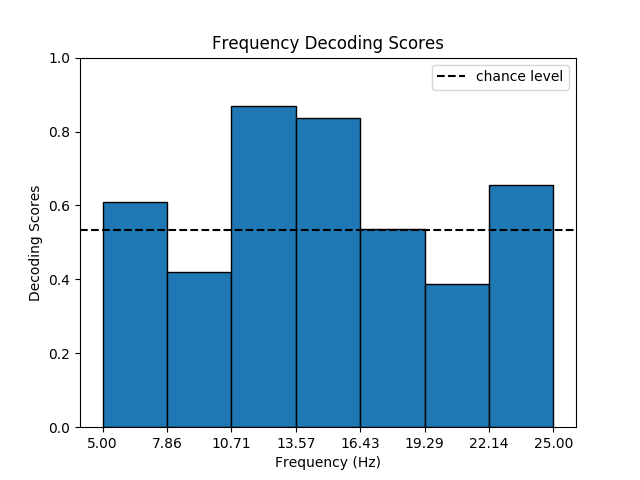 Frequency Decoding Scores
chance level
Decoding Scores
1.0
0.8
0.6
0.4
0.2
0.0
5.00 7.86 10.71 13.57 16.43 19.29 22.14 25.00
Frequency (Hz)